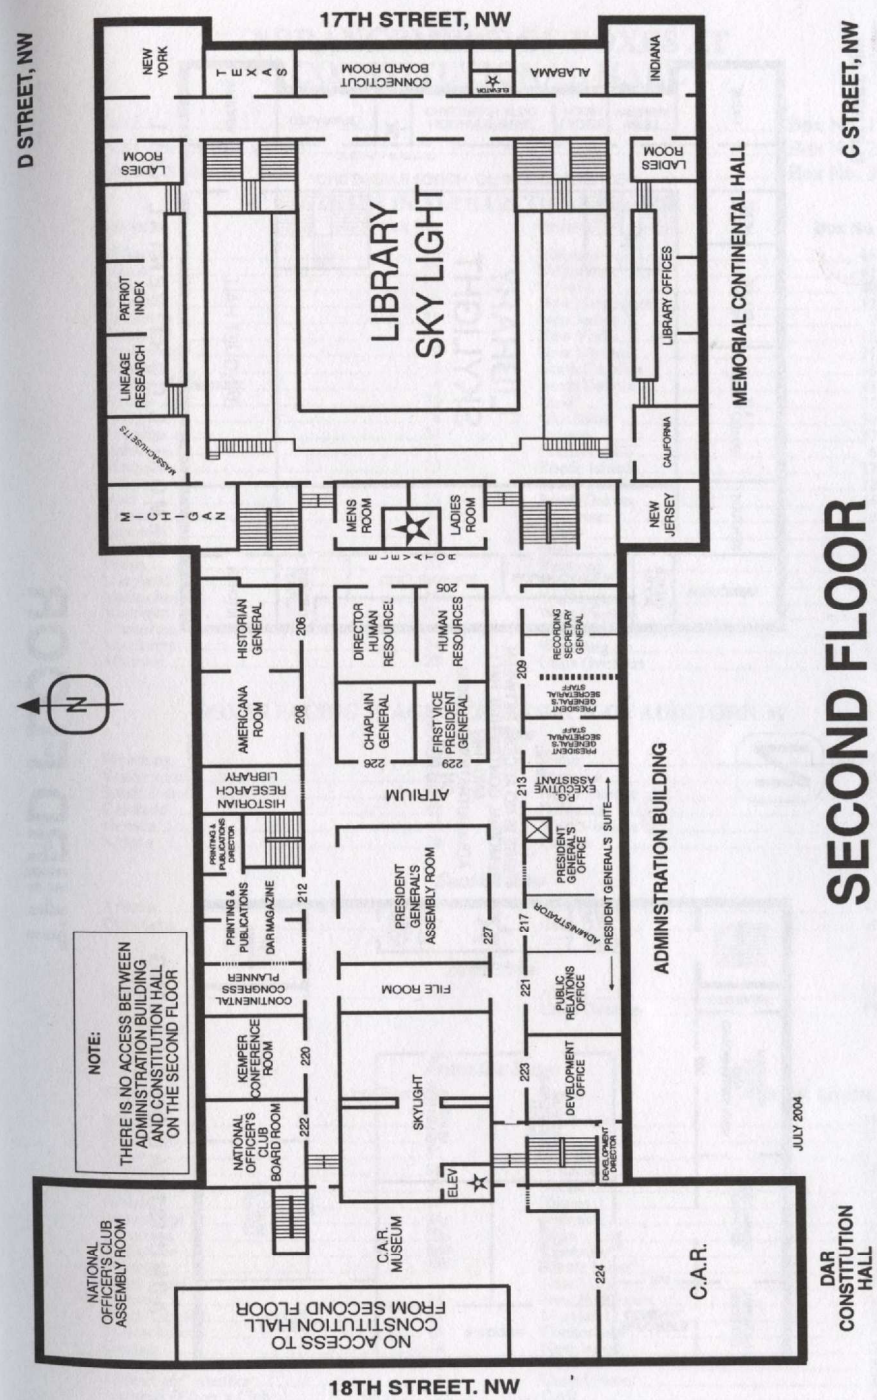 17TH STREET, NW
D STREET, NW
C STREET, NW
NEW
YORK
TEXAS
CONNECTICUT
BOARD ROOM
ELEVATOR
ALABAMA
INDIANA
LADIES
ROOM
LADIES
ROOM
PATRIOT
INDEX
LINEAGE
RESEARCH
MASSACHUSETTS
LIBRARY
SKYLIGHT
LIBRARY OFFICES
CALIFORNIA
MEMORIAL CONTINENTAL HALL
MICHIGAN
MENS
ROOM
LADIES
ROOM
ELEVATOR
NEW
JERSEY
N
HISTORIAN
GENERAL
206
DIRECTOR
HUMAN
RESOURCES
205
HUMAN
RESOURCES
209
RECORDING
SECRETARY
GENERAL
AMERICANA
ROOM
208
CHAPLAIN
GENERAL
226
FIRST VICE
PRESIDENT
GENERAL
229
PRESIDENT
GENERAL'S
SECRETARIAL
STAFF
PRESIDENT
GENERAL'S
SECRETARIAL
STAFF
HISTORIAN
RESEARCH
LIBRARY
ATRIUM
213
P.G.
EXECUTIVE
ASSISTANT
PRINTING &
PUBLICATIONS
DIRECTOR
PRESIDENT
GENERAL'S
OFFICE
PRESIDENT GENERAL'S SUITE
ADMINISTRATION BUILDING
PRINTING &
PUBLICATIONS
DAR MAGAZINE
212
PRESIDENT
GENERAL'S
ASSEMBLY ROOM
227
217
ADMINISTRATION
CONTINENTAL
CONGRESS
PLANNER
FILE ROOM
221
PUBLIC
RELATIONS
OFFICE
NOTE:
THERE IS NO ACCESS BETWEEN
ADMINISTRATION BUILDING
AND CONSTITUTION HALL
ON THE SECOND FLOOR
KEMPER
CONFERENCE
ROOM
220
SKYLIGHT
223
DEVELOPMENT
OFFICE
NATIONAL
OFFICER'S
CLUB
BOARD ROOM
222
ELEV
DEVELOPMENT
DIRECTOR
NATIONAL
OFFICER'S CLUB
ASSEMBLY ROOM
C.A.R.
MUSEUM
224
C.A.R.
NO ACCESS TO
CONSTITUTION HALL
FROM SECOND FLOOR
18TH STREET. NW
DAR
CONSTITUTION
HALL
JULY 2001
SECOND FLOOR